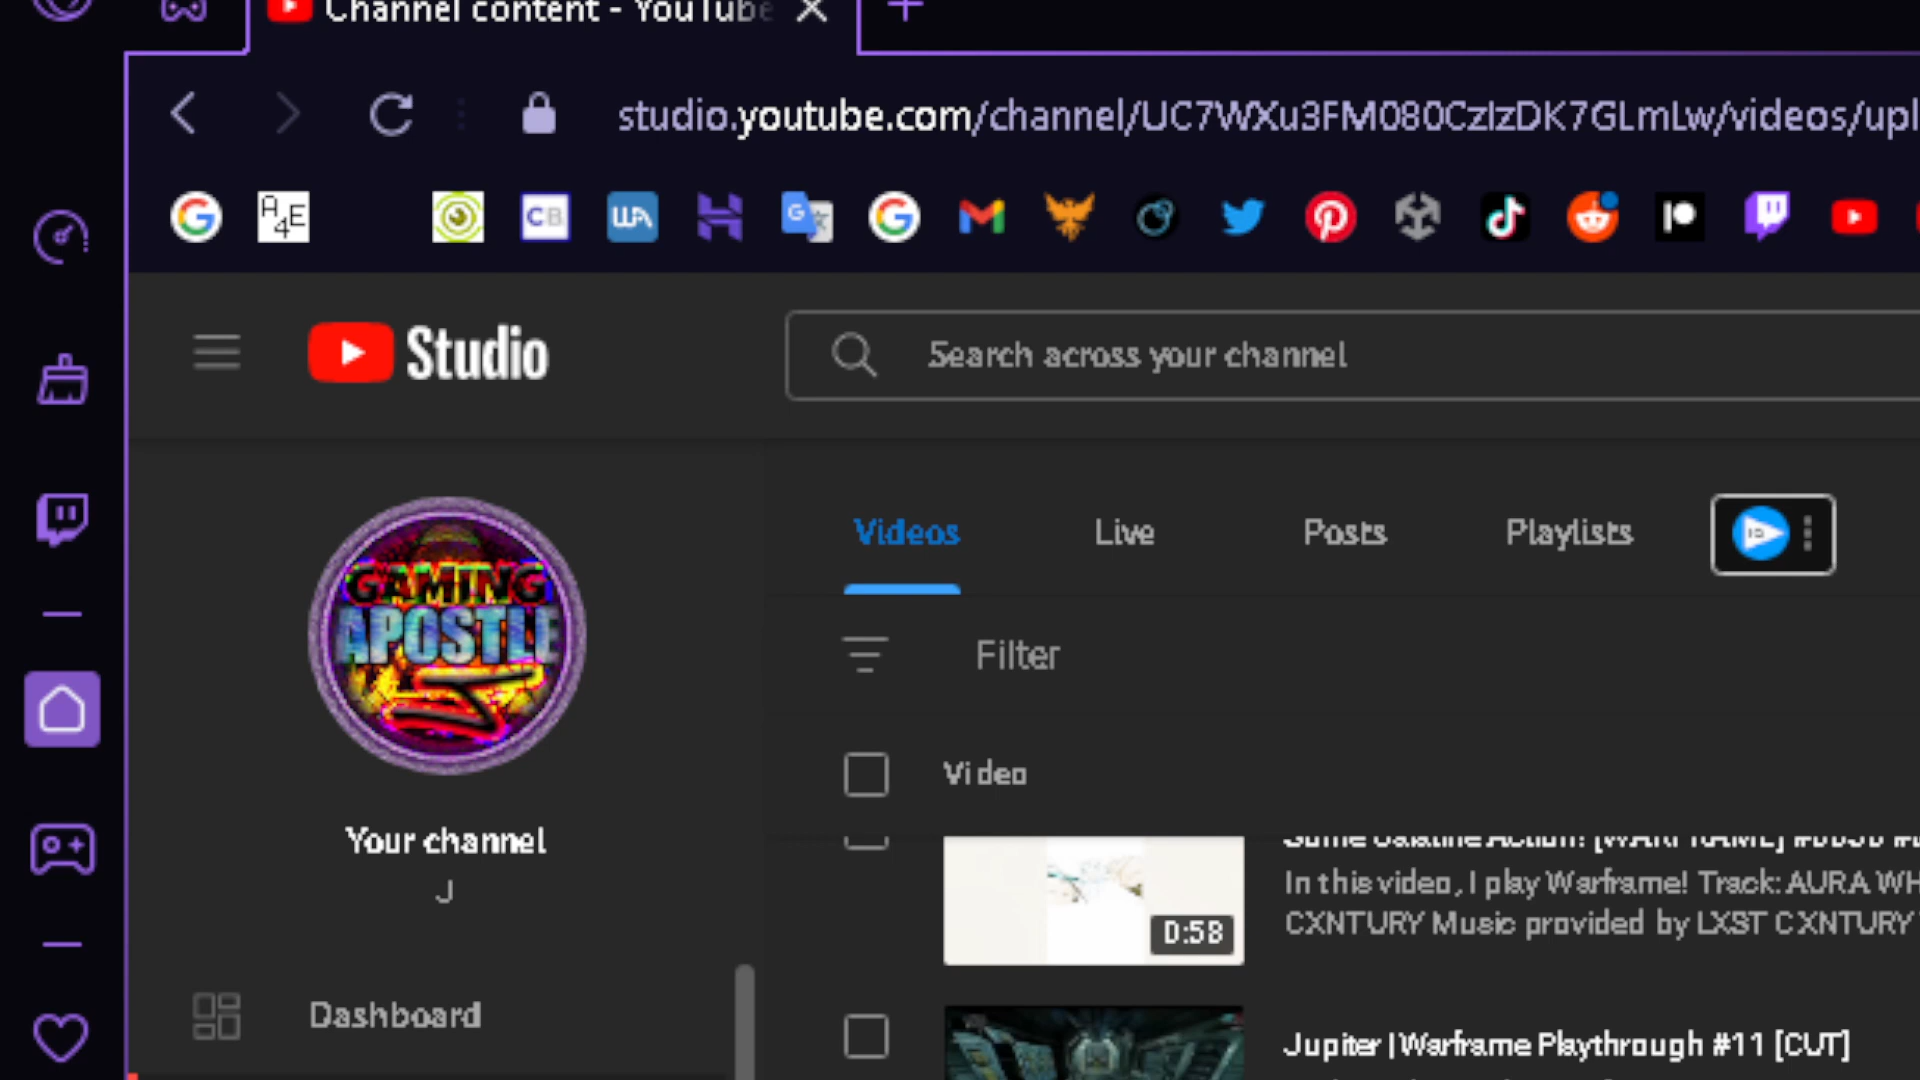 Channel content - YouTube
studio.youtube.com/channel/UC7WXu3FM080CzIzDK7GLmLw/videos/upl
A4E
CB
Studio
Search across your channel
Videos Live Posts Playlists
GAMING
APOSTLE
J
Filter
Video
Your channel
J
0:58
In this video, I play Warframe! Track: AURA WH
CXNTURY Music provided by LXST CXNTURY
Dashboard
Jupiter | Warframe Playthrough #11 [CUT]